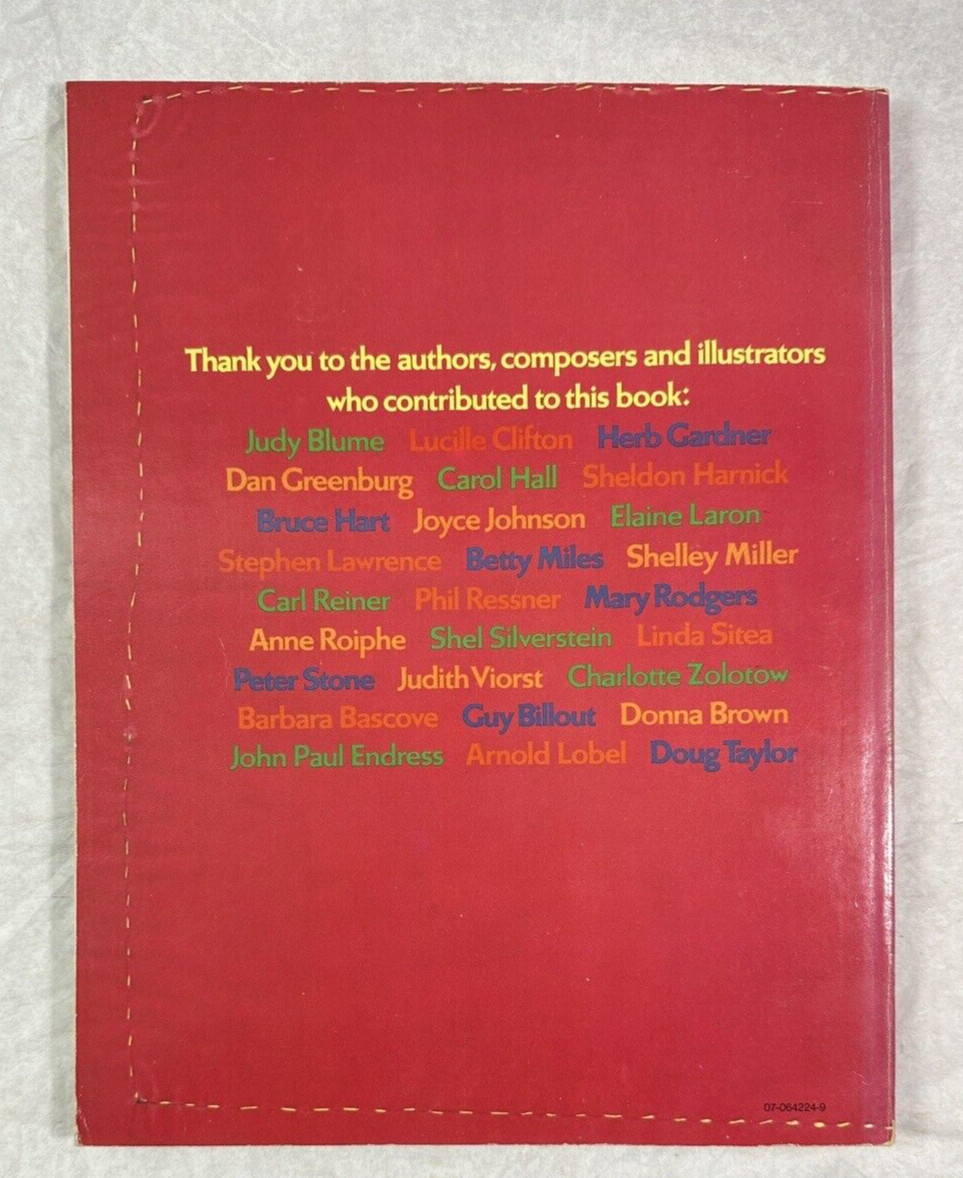 Thank you to the authors, composers and illustrators
who contributed to this book:
Judy Blume Lucille Clifton Herb Gardner
Dan Greenburg Carol Hall Sheldon Harnick
Bruce Hart Joyce Johnson Elaine Laron
Stephen Lawrence Betty Miles Shelley Miller
Carl Reiner Phil Ressner Mary Rodgers
Anne Roiphe Shel Silverstein Linda Sitea
Peter Stone Judith Viorst Charlotte Zolotow
Barbara Bascove Guy Billout Donna Brown
John Paul Endress Arnold Lobel Doug Taylor
07-064224-9